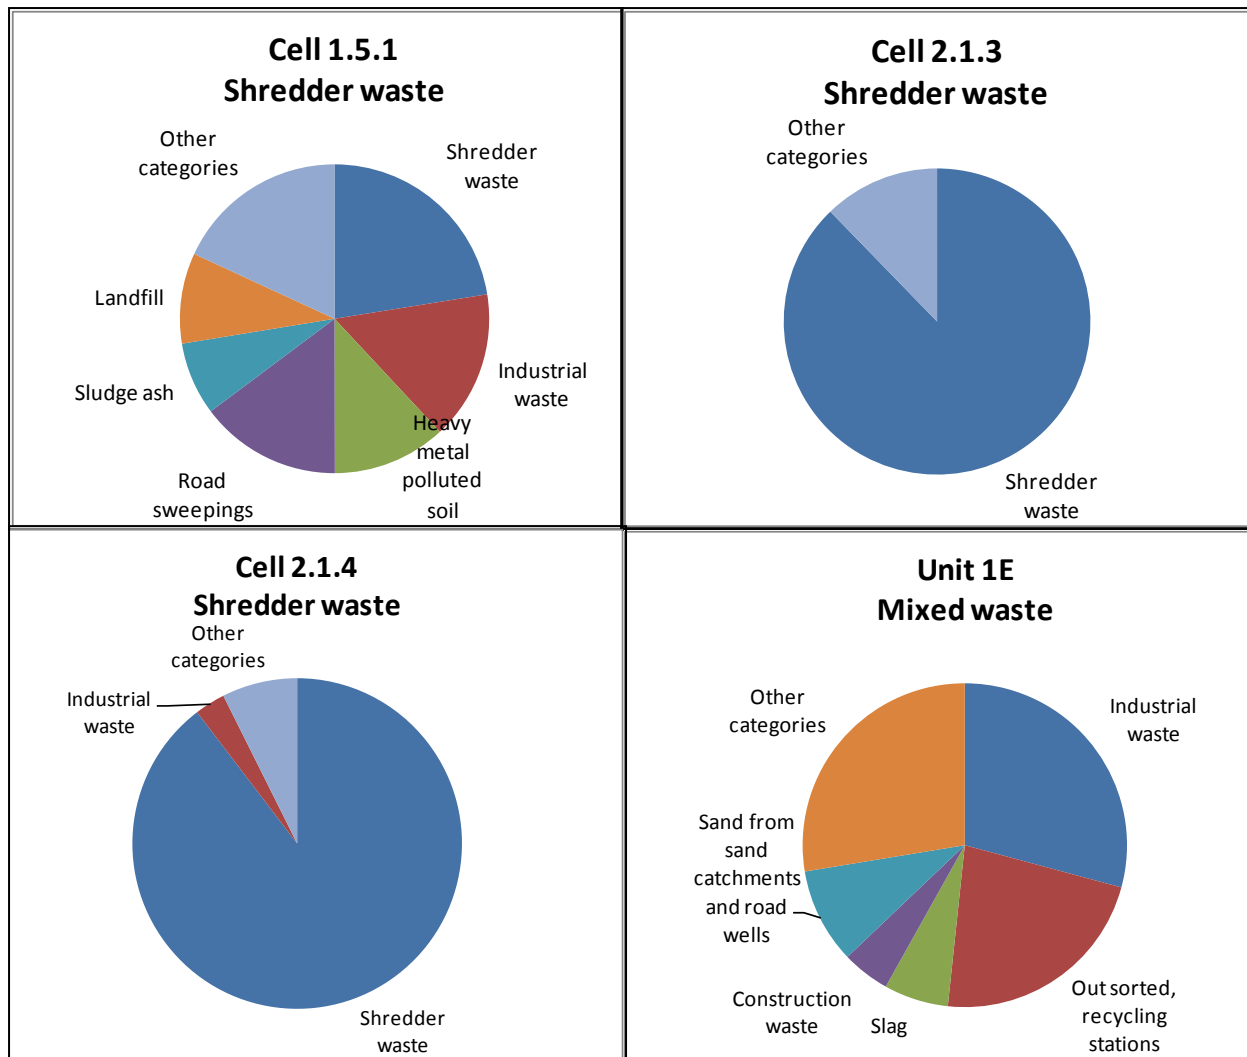 Cell 1.5.1
Shredder waste
Other
categories
Shredder
waste
Landfill
Industrial
waste
Sludge ash
Heavy
metal
polluted
soil
Road
sweepings
Cell 2.1.3
Shredder waste
Other
categories
Shredder
waste
Cell 2.1.4
Shredder waste
Other
categories
Industrial
waste
Shredder
waste
Unit 1E
Mixed waste
Other
categories
Industrial
waste
Sand from
sand
catchments
and road
wells
Construction
waste
Slag
Out sorted,
recycling
stations